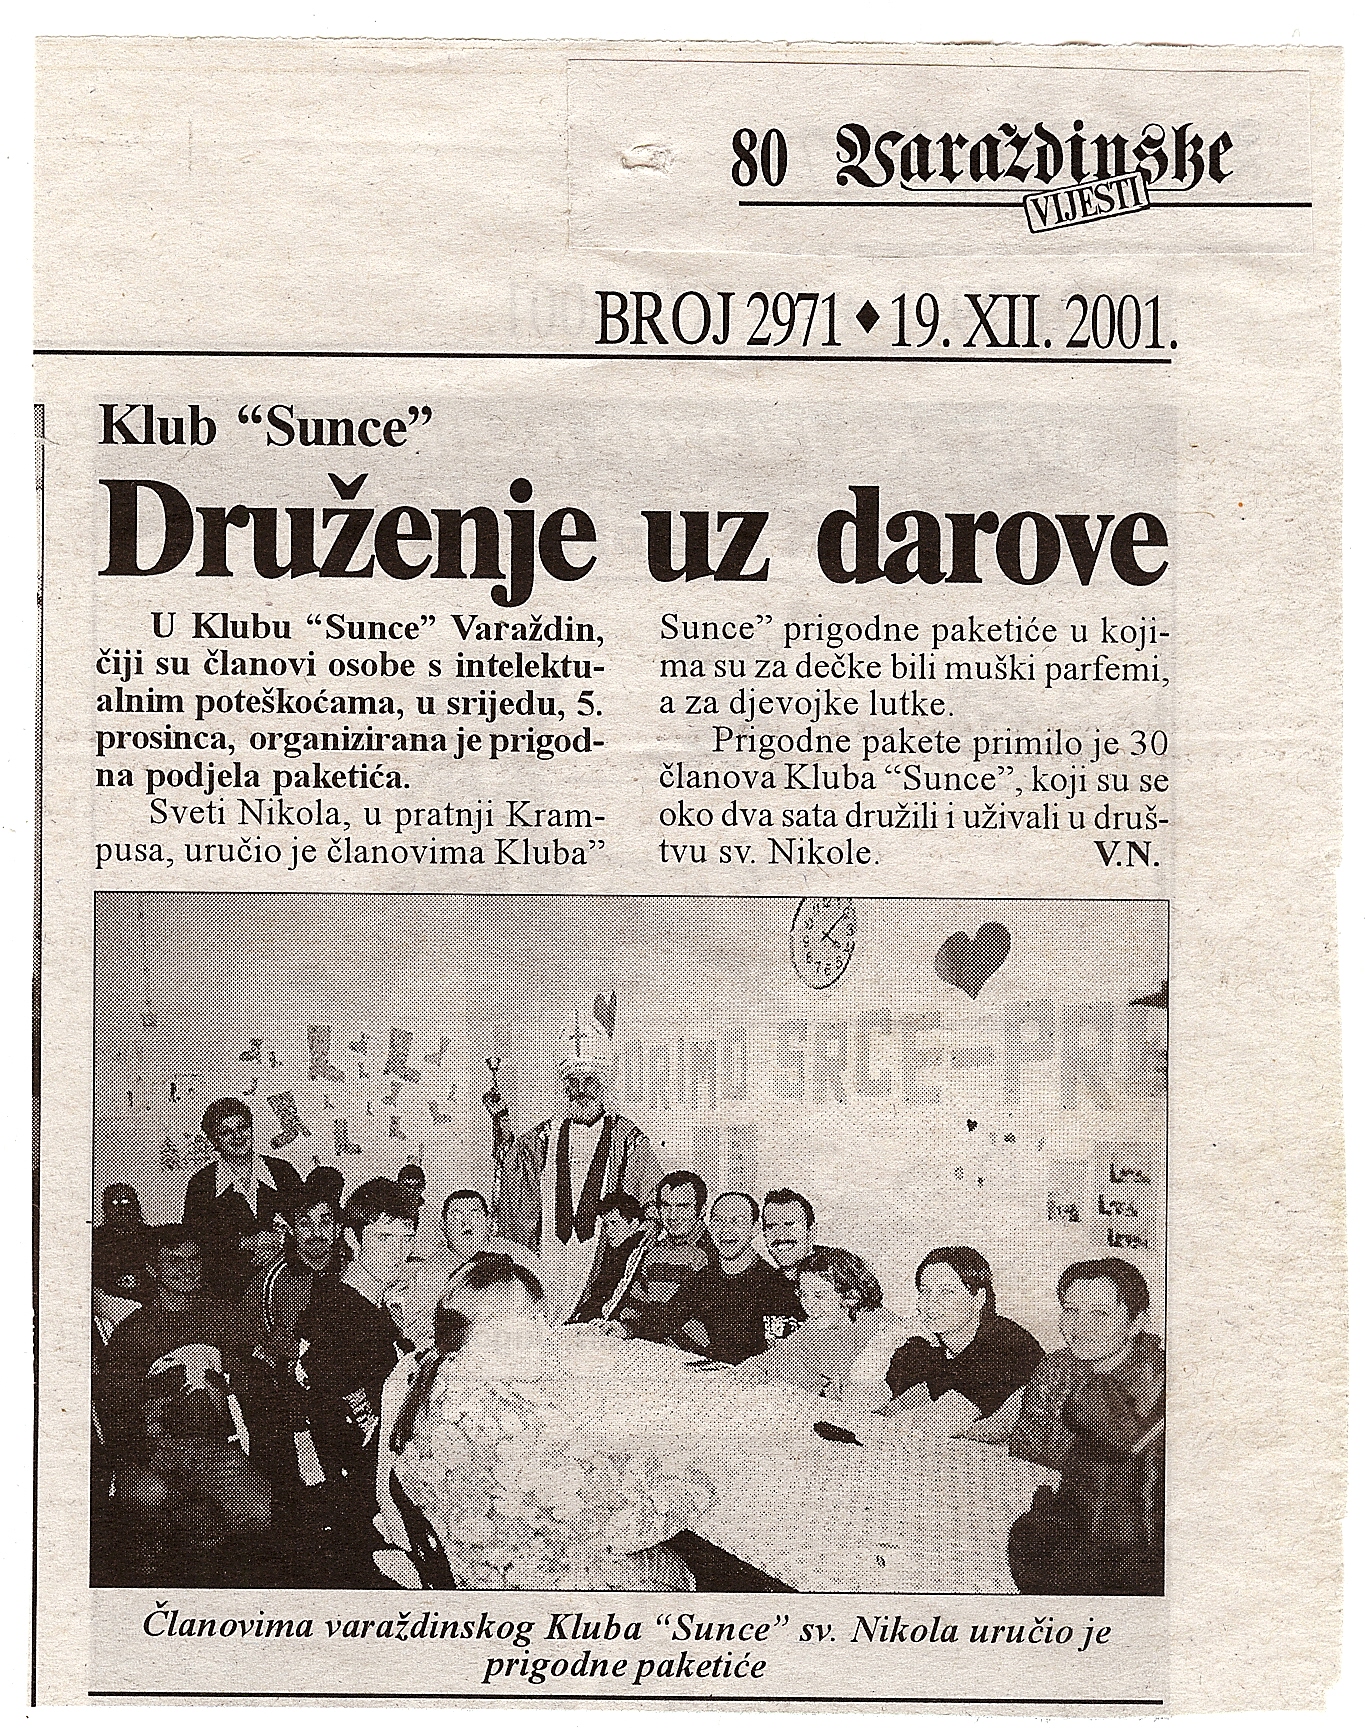 80 Varaždinske
VIJESTI
BROJ 2971 ♦ 19. XII. 2001.
Klub “Sunce”
Druženje uz darove
U Klubu “Sunce” Varaždin,
čiji su članovi osobe s intelektu-
alnim poteškoćama, u srijedu, 5.
prosinca, organizirana je prigod-
na podjela paketića.
Sveti Nikola, u pratnji Kram-
pusa, uručio je članovima Kluba”
Sunce” prigodne paketiće u koji-
ma su za dečke bili muški parfemi,
a za djevojke lutke.
Prigodne pakete primilo je 30
članova Kluba “Sunce”, koji su se
oko dva sata družili i uživali u druš-
tvu sv. Nikole. V.N.
Članovima varaždinskog Kluba “Sunce” sv. Nikola uručio je
prigodne paketiće